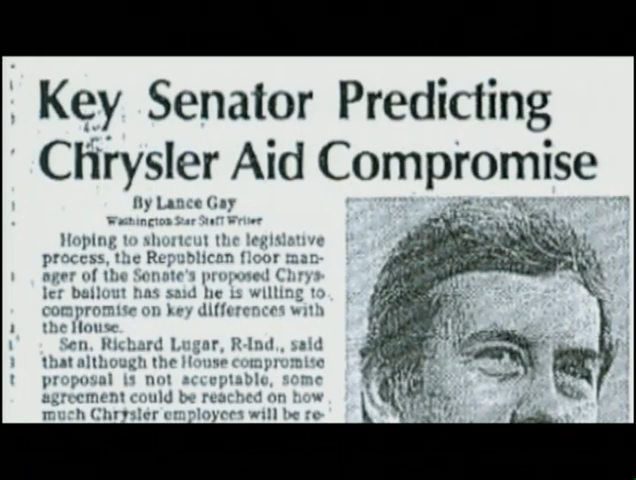 Key Senator Predicting
Chrysler Aid Compromise
By Lance Gay
Washington Star Staff Writer
Hoping to shortcut the legislative
process, the Republican floor man-
ager of the Senate's proposed Chrys-
ler bailout has said he is willing to
compromise on key differences with
the House.
Sen. Richard Lugar, R-Ind., said
that although the House compromise
proposal is not acceptable, some
agreement could be reached on how
much Chrysler employees will be re-